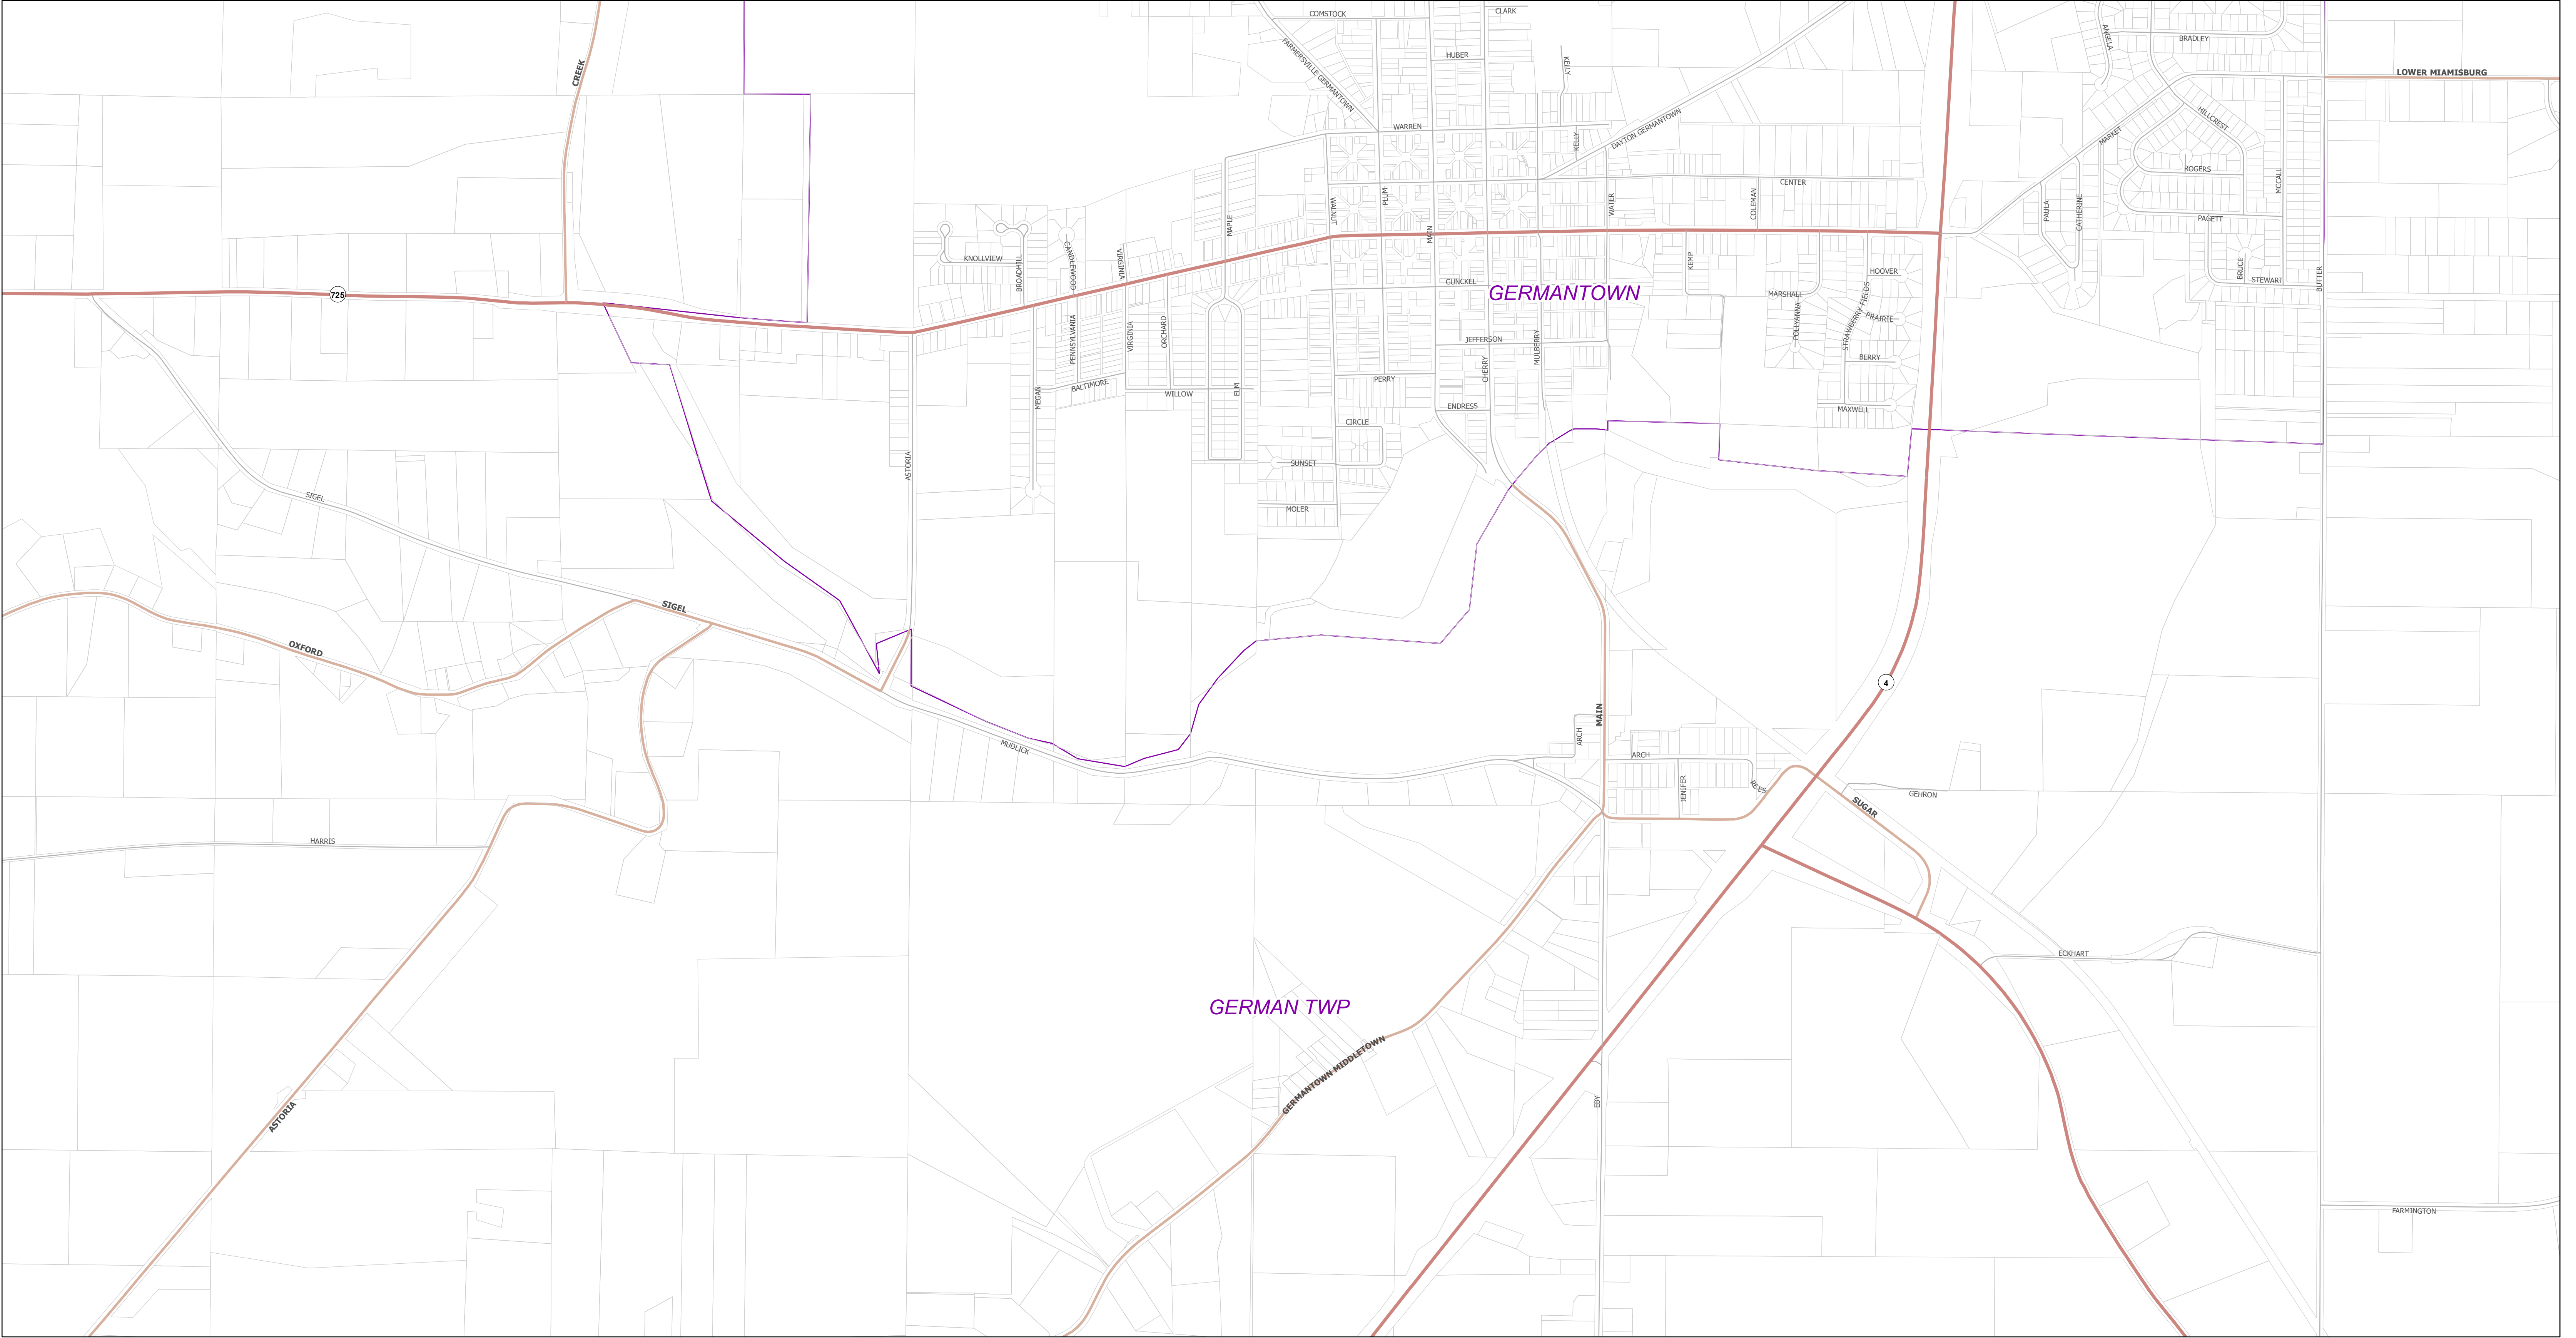 COMSTOCK
CLARK
FARMERSVILLE GERMANTOWN
HUBER
KELLY
ANGELA
BRADLEY
CREEK
LOWER MIAMISBURG
WARREN
KELLY
DAYTON GERMANTOWN
HILLCREST
MARKET
ROGERS
MCCALL
PLUM
CENTER
COLEMAN
WATER
WALNUT
MAPLE
MAIN
PAULA
CATHERINE
PAGETT
KNOLLVIEW
BROADHILL
CANDLEWOOD
VIRGINIA
KEMP
HOOVER
BRUCE
STEWART
BUTTER
GUNCKEL
GERMANTOWN
MARSHALL
725
PENNSYLVANIA
VIRGINIA
ORCHARD
JEFFERSON
MULBERRY
POLLYANNA
STRAWBERRY FIELDS
PRAIRIE
BERRY
CHERRY
PERRY
MEGAN
BALTIMORE
WILLOW
ELM
ENDRESS
MAXWELL
CIRCLE
ASTORIA
SUNSET
SIGEL
MOLER
SIGEL
OXFORD
4
MAIN
ARCH
MUDLICK
ARCH
JENIFER
REES
GEHRON
SUGAR
HARRIS
ECKHART
GERMAN TWP
GERMANTOWN MIDDLETOWN
ASTORIA
EBY
FARMINGTON